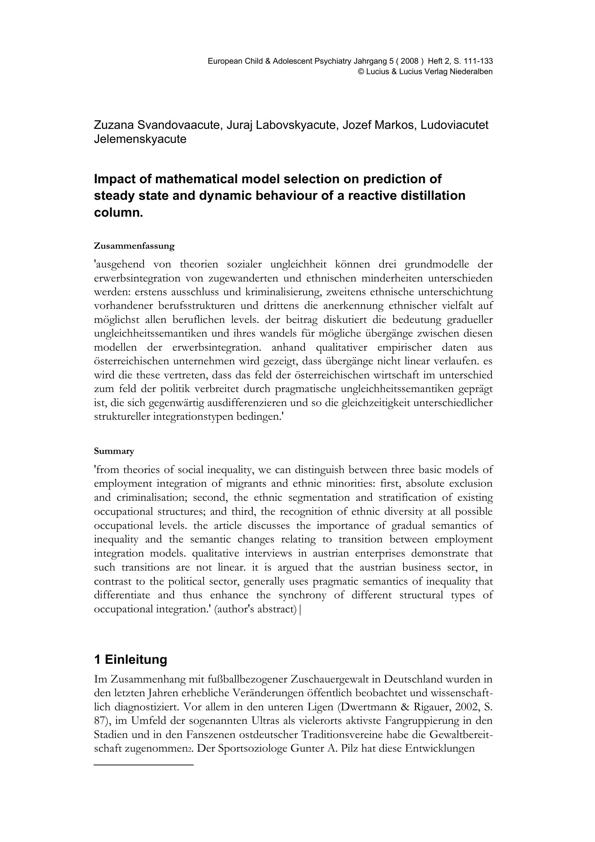 European Child & Adolescent Psychiatry Jahrgang 5 ( 2008 ) Heft 2, S. 111-133
© Lucius & Lucius Verlag Niederalben
Zuzana Svandovaacute, Juraj Labovskyacute, Jozef Markos, Ludoviacutet
Jelemenskyacute
Impact of mathematical model selection on prediction of
steady state and dynamic behaviour of a reactive distillation
column.
Zusammenfassung
'ausgehend von theorien sozialer ungleichheit können drei grundmodelle der
erwerbsintegration von zugewanderten und ethnischen minderheiten unterschieden
werden: erstens ausschluss und kriminalisierung, zweitens ethnische unterschichtung
vorhandener berufsstrukturen und drittens die anerkennung ethnischer vielfalt auf
möglichst allen beruflichen levels. der beitrag diskutiert die bedeutung gradueller
ungleichheitssemantiken und ihres wandels für mögliche übergänge zwischen diesen
modellen der erwerbsintegration. anhand qualitativer empirischer daten aus
österreichischen unternehmen wird gezeigt, dass übergänge nicht linear verlaufen. es
wird die these vertreten, dass das feld der österreichischen wirtschaft im unterschied
zum feld der politik verbreitet durch pragmatische ungleichheitssemantiken geprägt
ist, die sich gegenwärtig ausdifferenzieren und so die gleichzeitigkeit unterschiedlicher
struktureller integrationstypen bedingen.'
Summary
'from theories of social inequality, we can distinguish between three basic models of
employment integration of migrants and ethnic minorities: first, absolute exclusion
and criminalisation; second, the ethnic segmentation and stratification of existing
occupational structures; and third, the recognition of ethnic diversity at all possible
occupational levels. the article discusses the importance of gradual semantics of
inequality and the semantic changes relating to transition between employment
integration models. qualitative interviews in austrian enterprises demonstrate that
such transitions are not linear. it is argued that the austrian business sector, in
contrast to the political sector, generally uses pragmatic semantics of inequality that
differentiate and thus enhance the synchrony of different structural types of
occupational integration.' (author's abstract)|
1 Einleitung
Im Zusammenhang mit fußballbezogener Zuschauergewalt in Deutschland wurden in
den letzten Jahren erhebliche Veränderungen öffentlich beobachtet und wissenschaft-
lich diagnostiziert. Vor allem in den unteren Ligen (Dwertmann & Rigauer, 2002, S.
87), im Umfeld der sogenannten Ultras als vielerorts aktivste Fangruppierung in den
Stadien und in den Fanszenen ostdeutscher Traditionsvereine habe die Gewaltbereit-
schaft zugenommen2. Der Sportsoziologe Gunter A. Pilz hat diese Entwicklungen